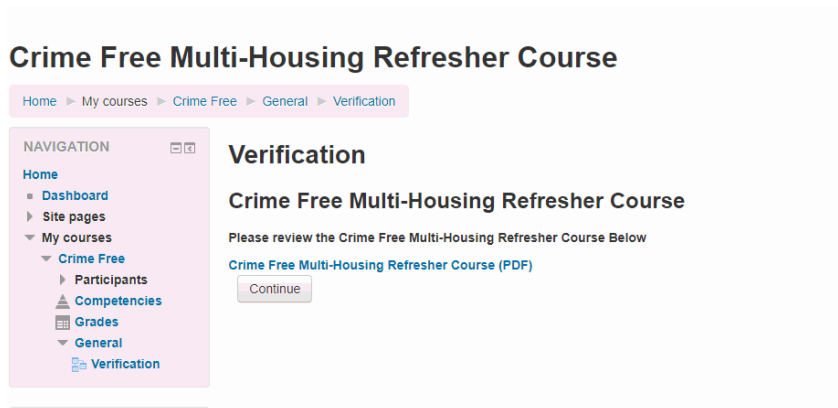 Crime Free Multi-Housing Refresher Course
Home My courses Crime Free General Verification
NAVIGATION
Home
Dashboard
Site pages
My courses
Crime Free
Participants
Competencies
Grades
General
Verification
Verification
Crime Free Multi-Housing Refresher Course
Please review the Crime Free Multi-Housing Refresher Course Below
Crime Free Multi-Housing Refresher Course (PDF)
Continue